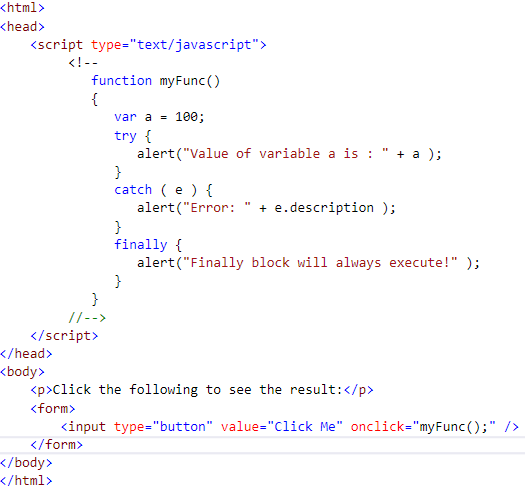 <html>
<head>
<script type="text/javascript">
<!--
function myFunc()
{
var a = 100;
try {
alert("Value of variable a is : " + a );
}
catch ( e ) {
alert("Error: " + e.description );
}
finally {
alert("Finally block will always execute!" );
}
}
//-->
</script>
</head>
<body>
<p>Click the following to see the result:</p>
<form>
<input type="button" value="Click Me" onclick="myFunc();" />
</form>
</body>
</html>